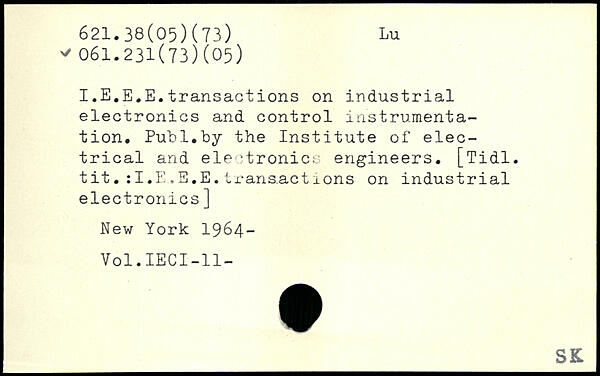 621.38(05)(73) Lu
✓ 061.231(73)(05)
I.E.E.E.transactions on industrial
electronics and control instrumenta-
tion. Publ.by the Institute of elec-
trical and electronics engineers. [Tidl.
tit.:I.E.E.E.transactions on industrial
electronics]
New York 1964-
Vol.IECI-11-
SK